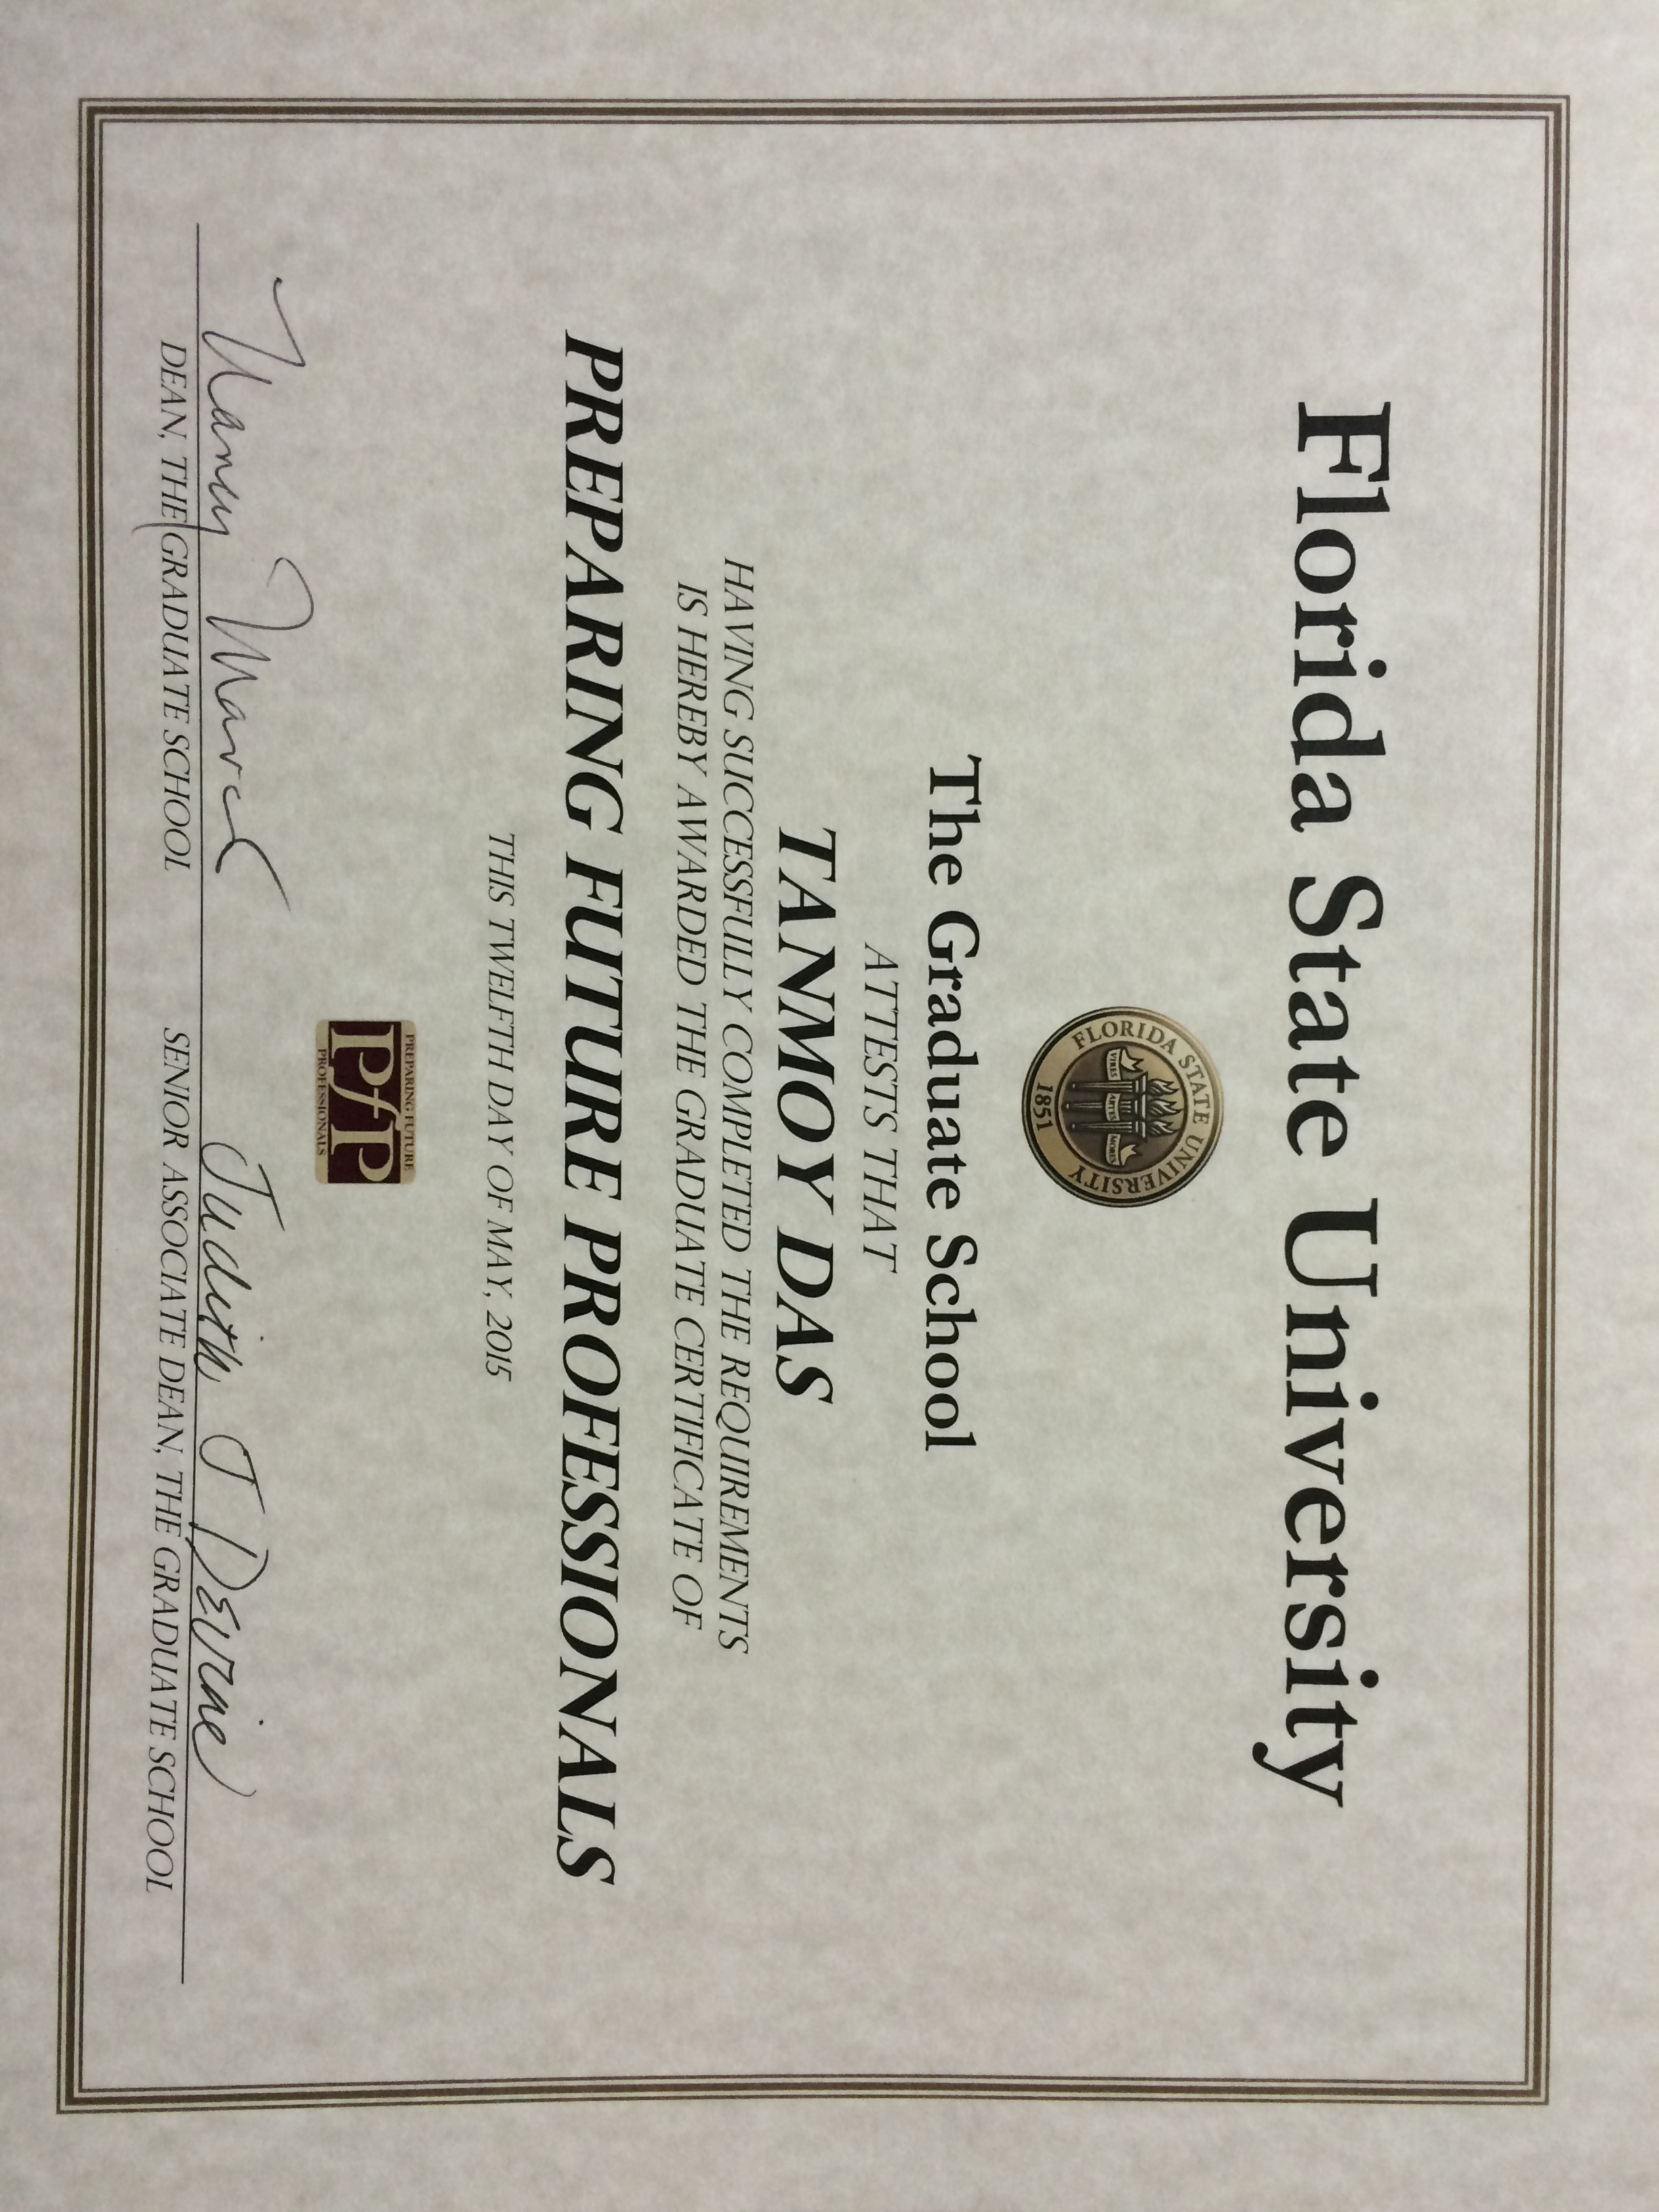 Florida State University
FLORIDA STATE UNIVERSITY
VIRES ARTES MORES
1851
The Graduate School
ATTESTS THAT
TANMOY DAS
HAVING SUCCESSFULLY COMPLETED THE REQUIREMENTS
IS HEREBY AWARDED THE GRADUATE CERTIFICATE OF
PREPARING FUTURE PROFESSIONALS
THIS TWELFTH DAY OF MAY, 2015
PREPARING FUTURE
PfP
PROFESSIONALS
Nancy Marcus
Judith J Devine
DEAN, THE GRADUATE SCHOOL
SENIOR ASSOCIATE DEAN, THE GRADUATE SCHOOL